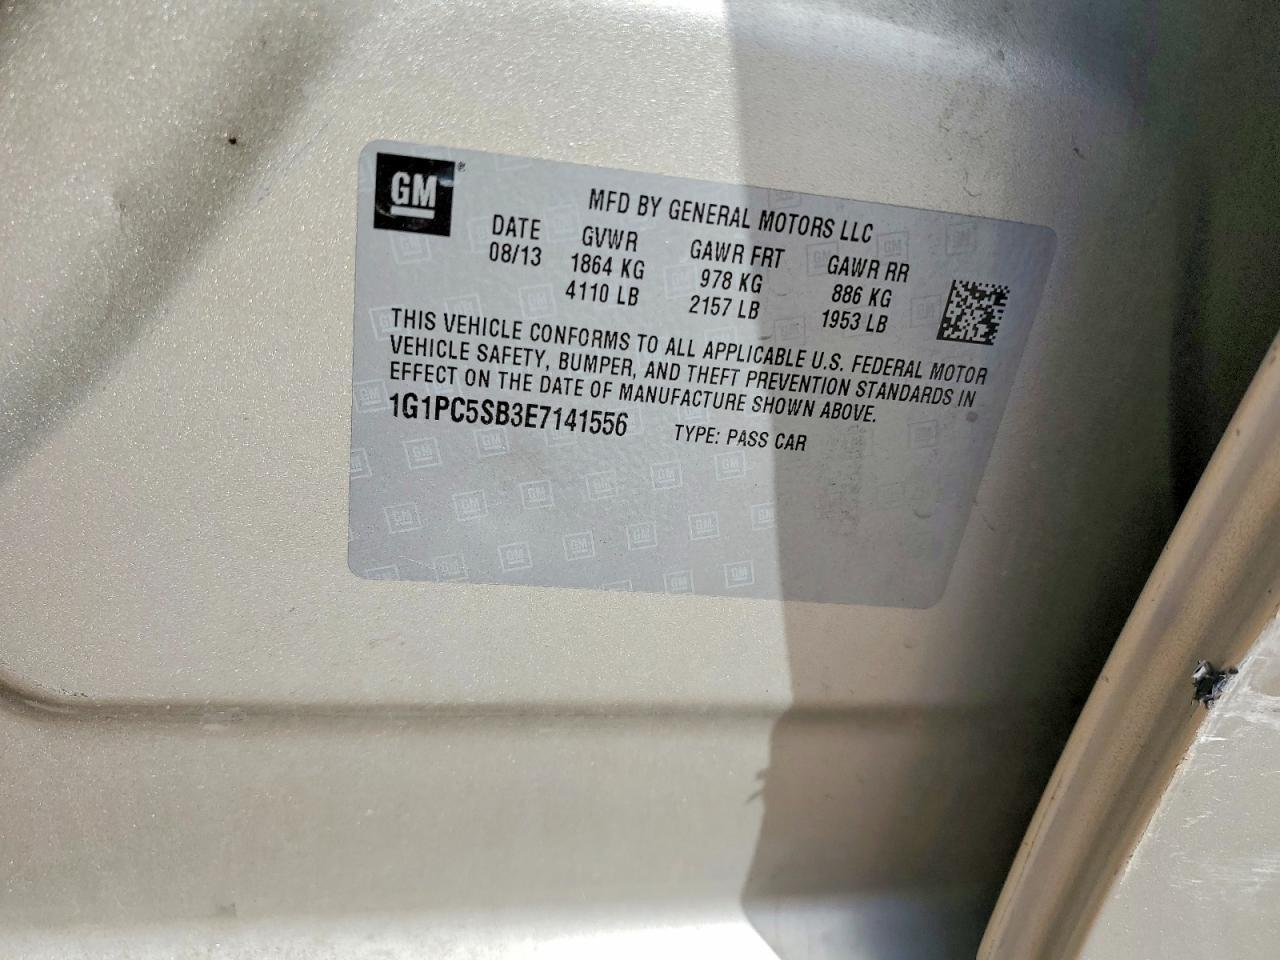 GM®
MFD BY GENERAL MOTORS LLC
DATE GVWR GAWR FRT GAWR RR
08/13 1864 KG 978 KG 886 KG
4110 LB 2157 LB 1953 LB
THIS VEHICLE CONFORMS TO ALL APPLICABLE U.S. FEDERAL MOTOR
VEHICLE SAFETY, BUMPER, AND THEFT PREVENTION STANDARDS IN
EFFECT ON THE DATE OF MANUFACTURE SHOWN ABOVE.
1G1PC5SB3E7141556 TYPE: PASS CAR